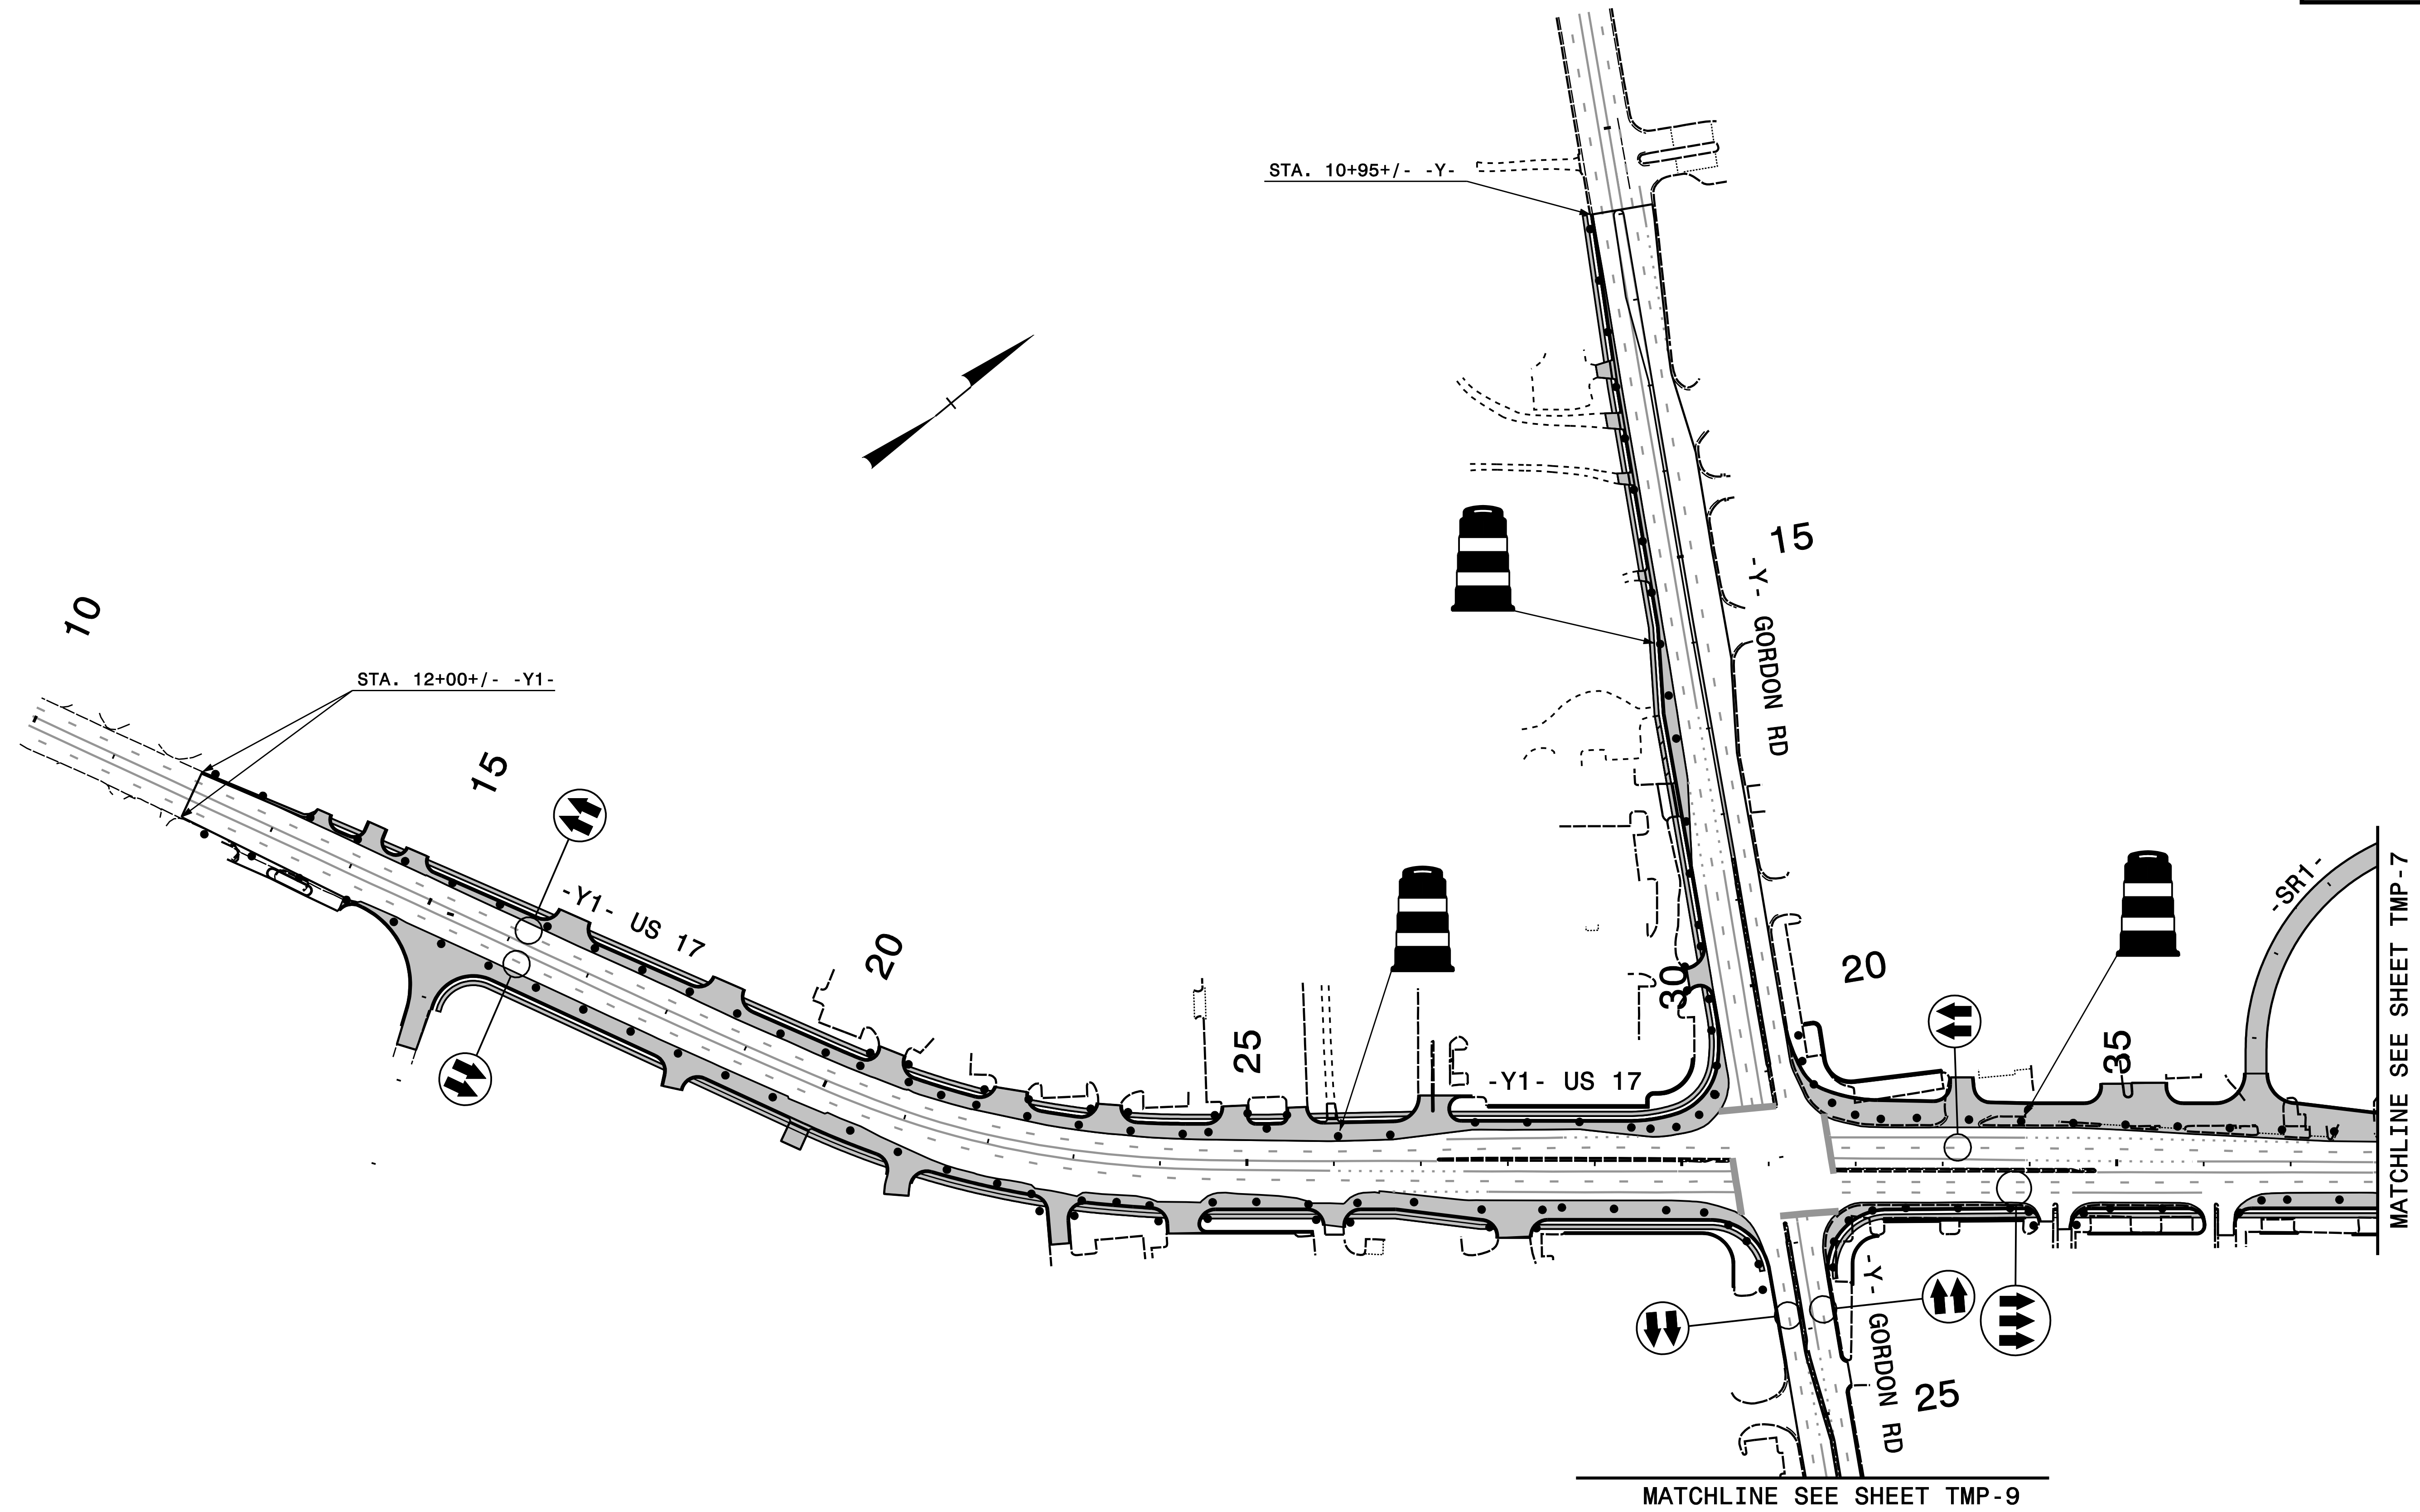 STA. 10+95+/- -Y-
15
-Y- GORDON RD
10
STA. 12+00+/- -Y1-
15
-Y1- US 17
20
25
-Y1- US 17
30
20
35
-SR1-
MATCHLINE SEE SHEET TMP-7
-Y- GORDON RD
25
MATCHLINE SEE SHEET TMP-9